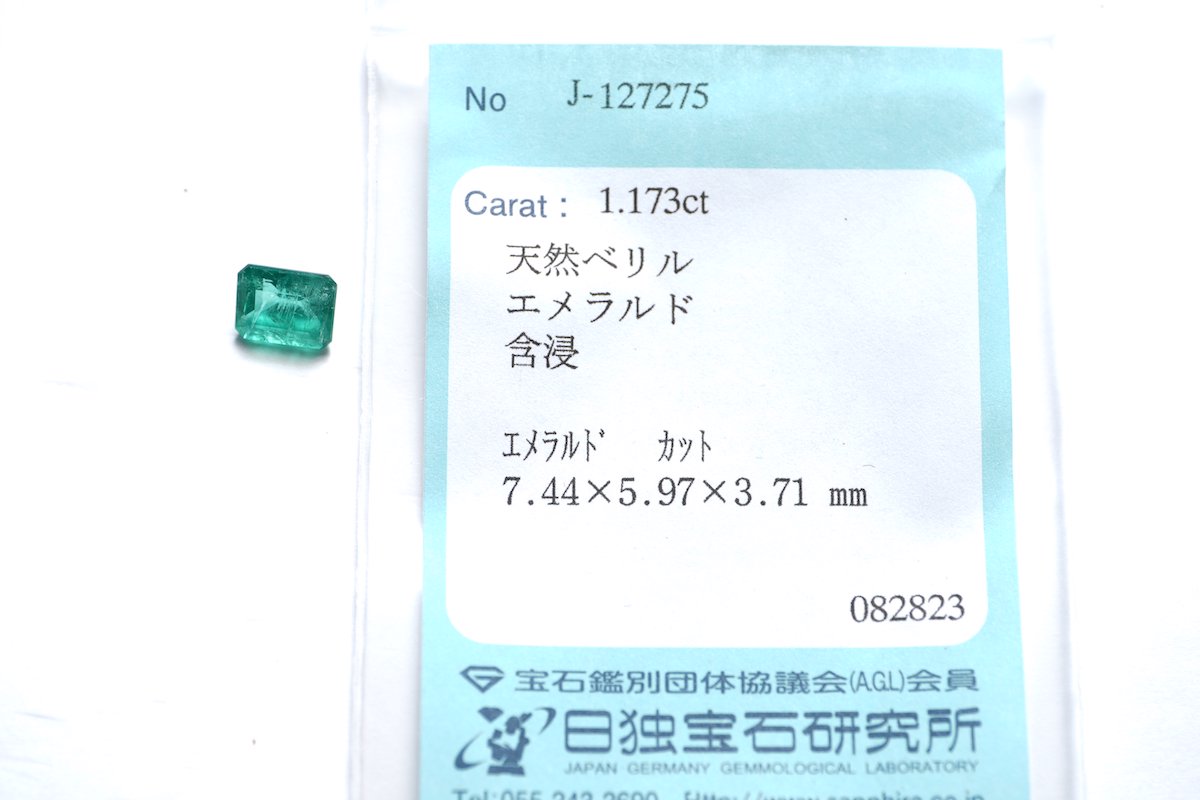 No J-127275
Carat : 1.173ct
天然ベリル
エメラルド
含浸
ｴﾒﾗﾙﾄﾞ ｶｯﾄ
7.44×5.97×3.71 mm
082823
宝石鑑別団体協議会(A.G.L)会員
日独宝石研究所
JAPAN GERMANY GEMMOLOGICAL LABORATORY